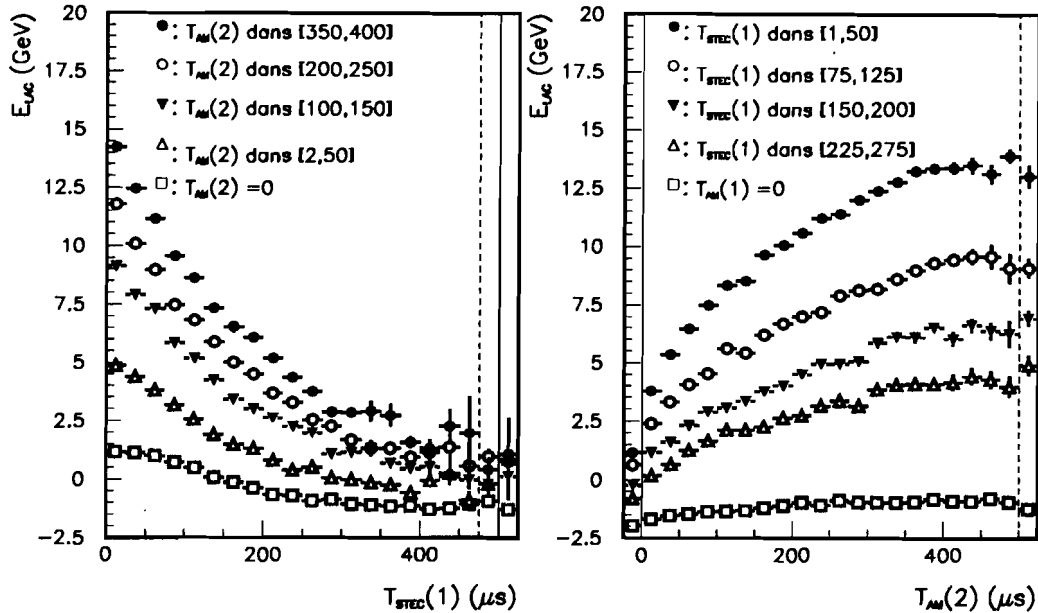 20
17.5
15
12.5
10
7.5
5
2.5
0
−2.5
E_LAC (GeV)
●: T_AM(2) dans [350,400]
○: T_AM(2) dans [200,250]
▼: T_AM(2) dans [100,150]
△: T_AM(2) dans [2,50]
□: T_AM(2) =0
0 200 400
T_STEC(1) (μs)
20
17.5
15
12.5
10
7.5
5
2.5
0
−2.5
E_LAC (GeV)
●: T_STEC(1) dans [1,50]
○: T_STEC(1) dans [75,125]
▼: T_STEC(1) dans [150,200]
△: T_STEC(1) dans [225,275]
□: T_AM(1) =0
0 200 400
T_AM(2) (μs)